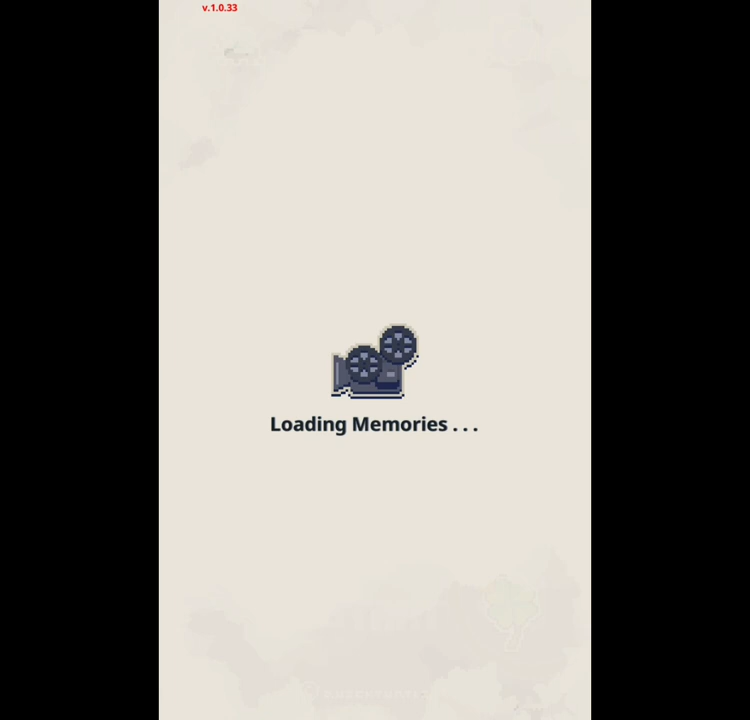 v.1.0.33
Loading Memories . . .